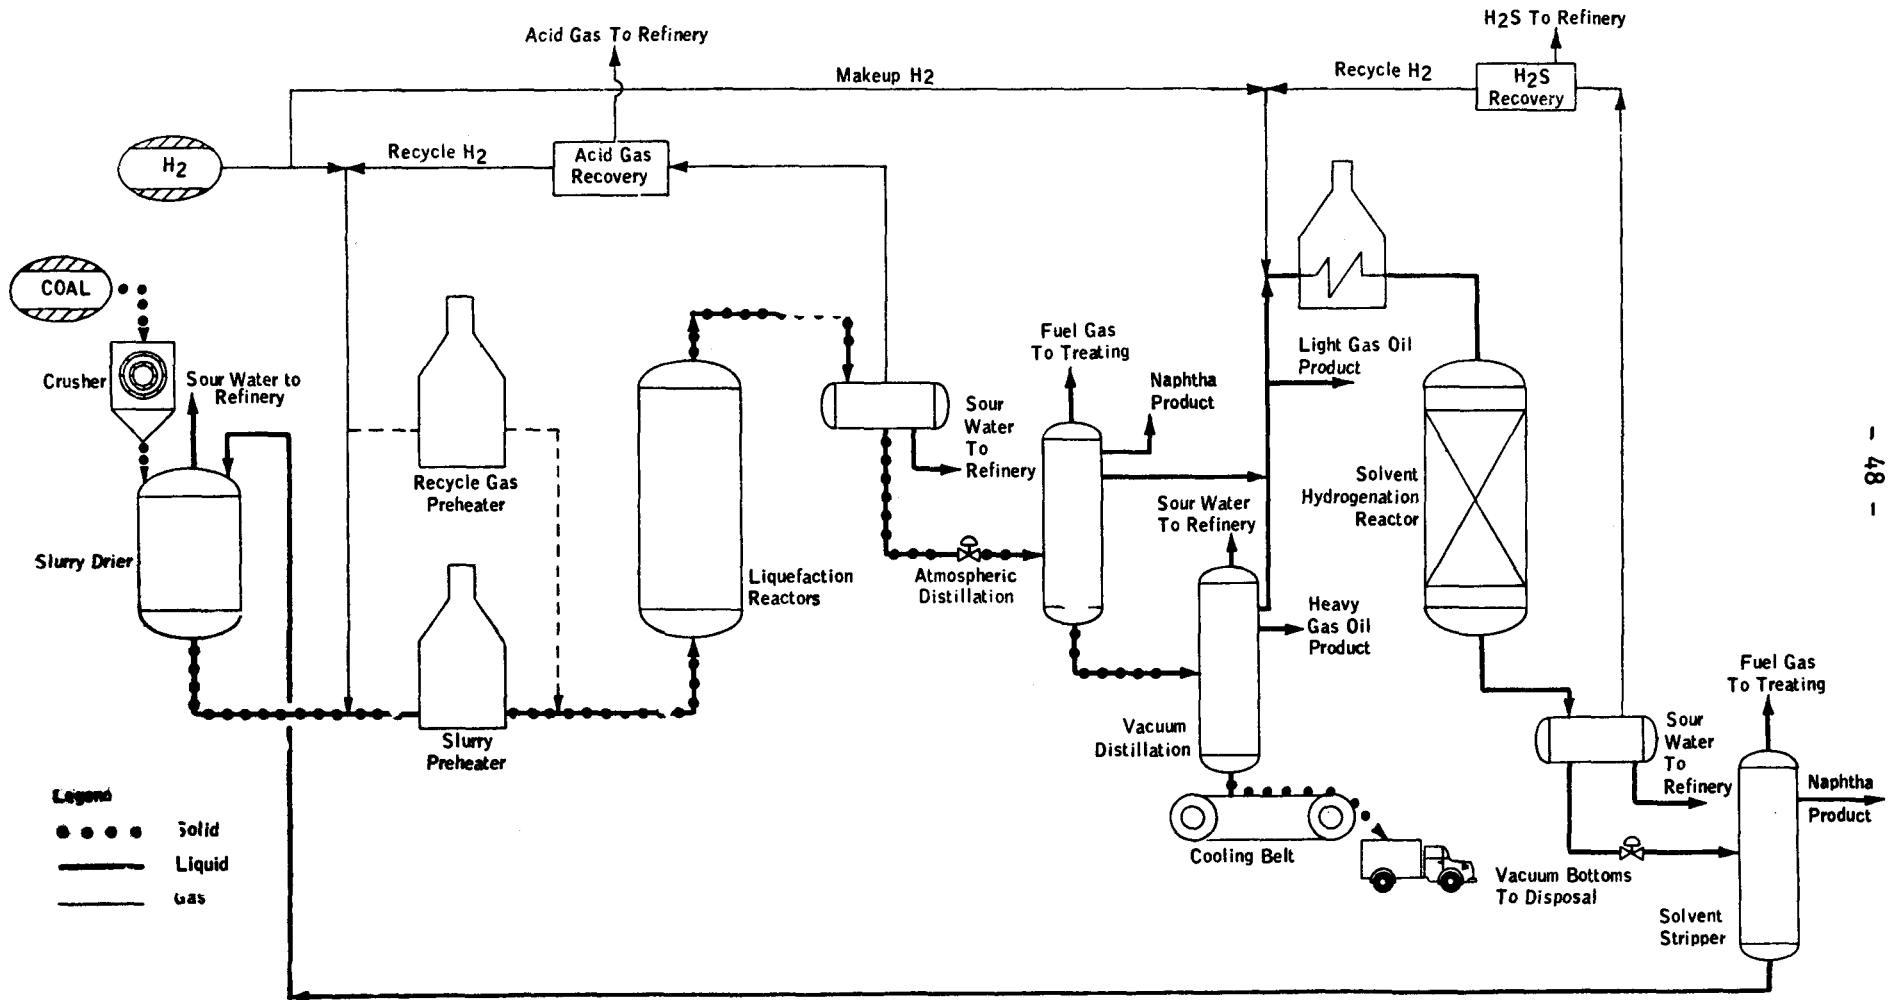 Acid Gas To Refinery
H2S To Refinery
Makeup H2
Recycle H2
H2S
Recovery
H2
Recycle H2
Acid Gas
Recovery
COAL
Crusher
Sour Water to
Refinery
Fuel Gas
To Treating
Light Gas Oil
Product
Naphtha
Product
Sour
Water
To
Refinery
Recycle Gas
Preheater
Solvent
Hydrogenation
Reactor
- 48 -
Sour Water
To Refinery
Slurry Drier
Liquefaction
Reactors
Atmospheric
Distillation
Heavy
Gas Oil
Product
Fuel Gas
To Treating
Slurry
Preheater
Vacuum
Distillation
Sour
Water
To
Refinery
Naphtha
Product
Legend
Solid
Liquid
Gas
Cooling Belt
Vacuum Bottoms
To Disposal
Solvent
Stripper